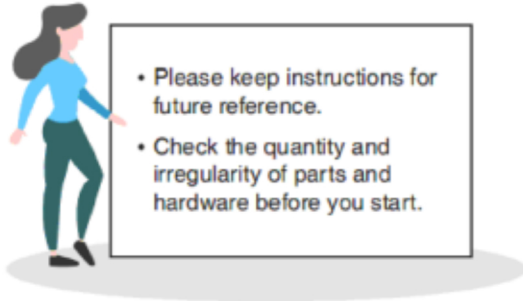 • Please keep instructions for
future reference.
• Check the quantity and
irregularity of parts and
hardware before you start.